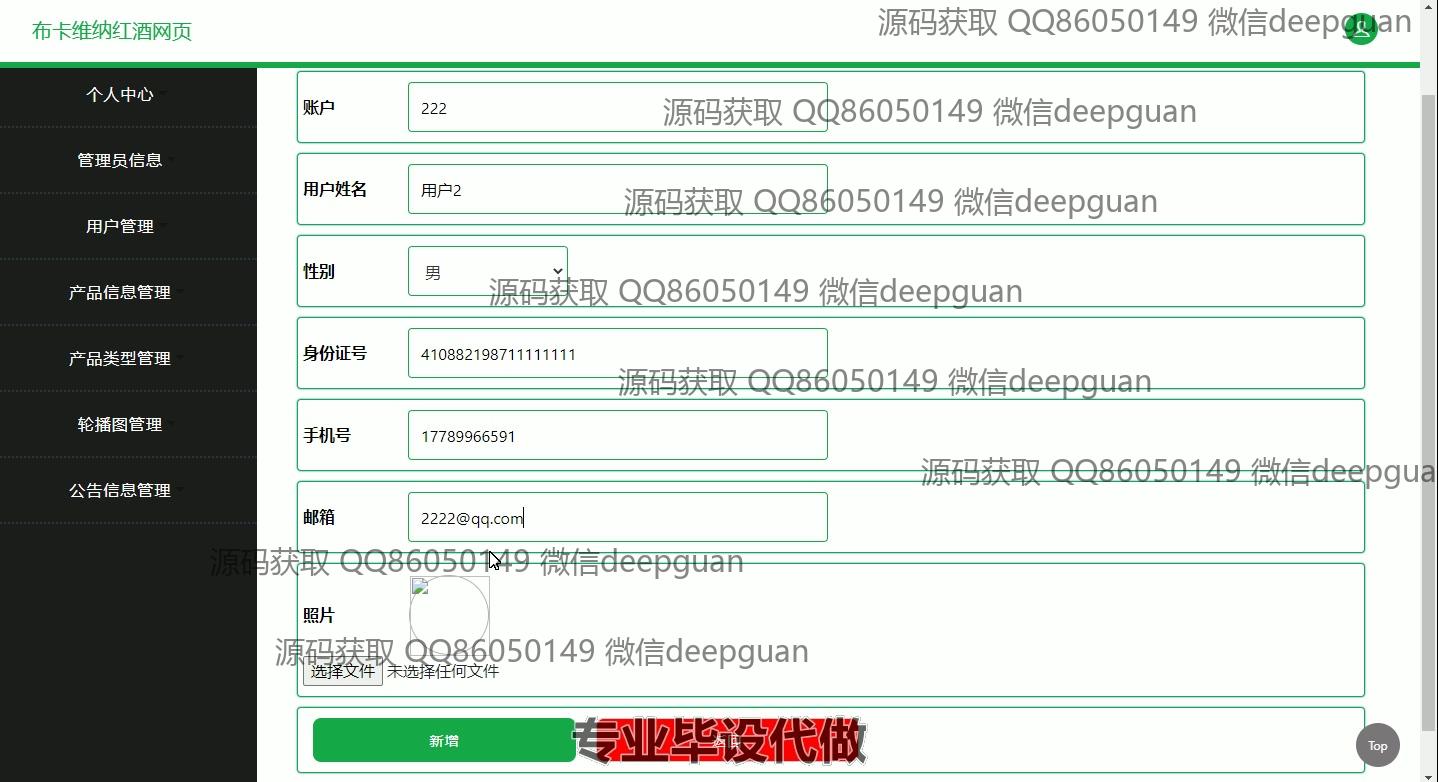 布卡维纳红酒网页
源码获取 QQ86050149 微信deepguan
个人中心
账户 222
源码获取 QQ86050149 微信deepguan
管理员信息
用户姓名 用户2
源码获取 QQ86050149 微信deepguan
用户管理
性别 男
产品信息管理
源码获取 QQ86050149 微信deepguan
身份证号 410882198711111111
产品类型管理
源码获取 QQ86050149 微信deepguan
轮播图管理
手机号 17789966591
源码获取 QQ86050149 微信deepgua
公告信息管理
邮箱 2222@qq.com
源码获取 QQ86050149 微信deepguan
照片
源码获取 QQ86050149 微信deepguan
选择文件 未选择任何文件
新增
返回
专业毕设代做
Top